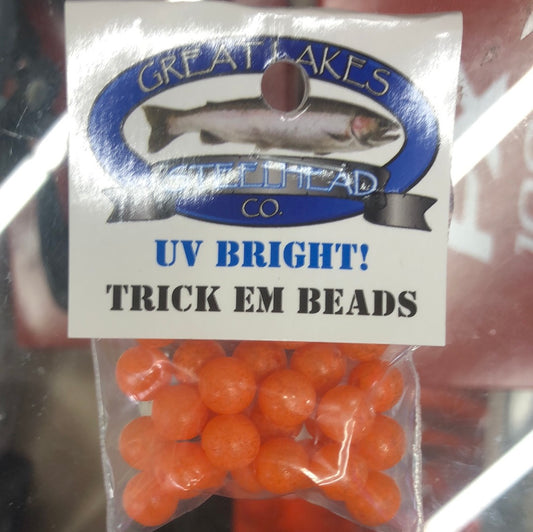 GREAT LAKES
STEELHEAD
CO.
UV BRIGHT!
TRICK EM BEADS